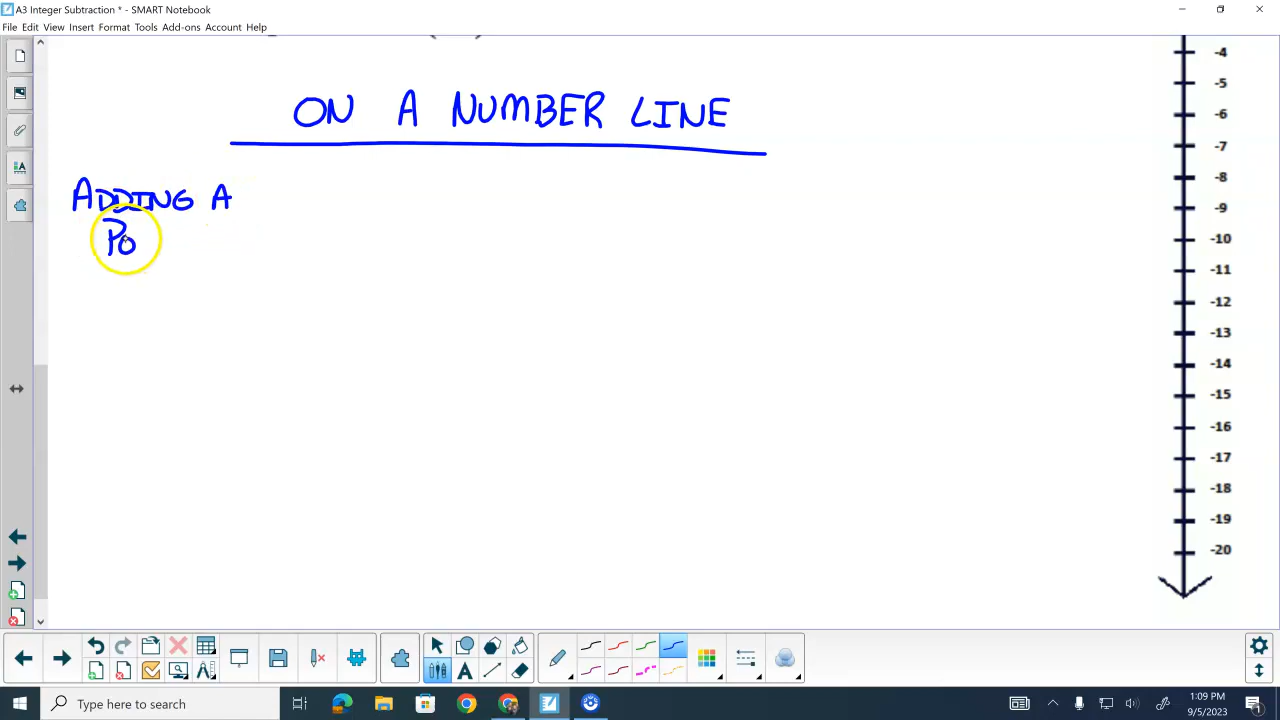 A3 Integer Subtraction * - SMART Notebook
File Edit View Insert Format Tools Add-ons Account Help
ON A NUMBER LINE
ADDING A
PO
-4
-5
-6
-7
-8
-9
-10
-11
-12
-13
-14
-15
-16
-17
-18
-19
-20
Type here to search
1:09 PM
9/5/2023